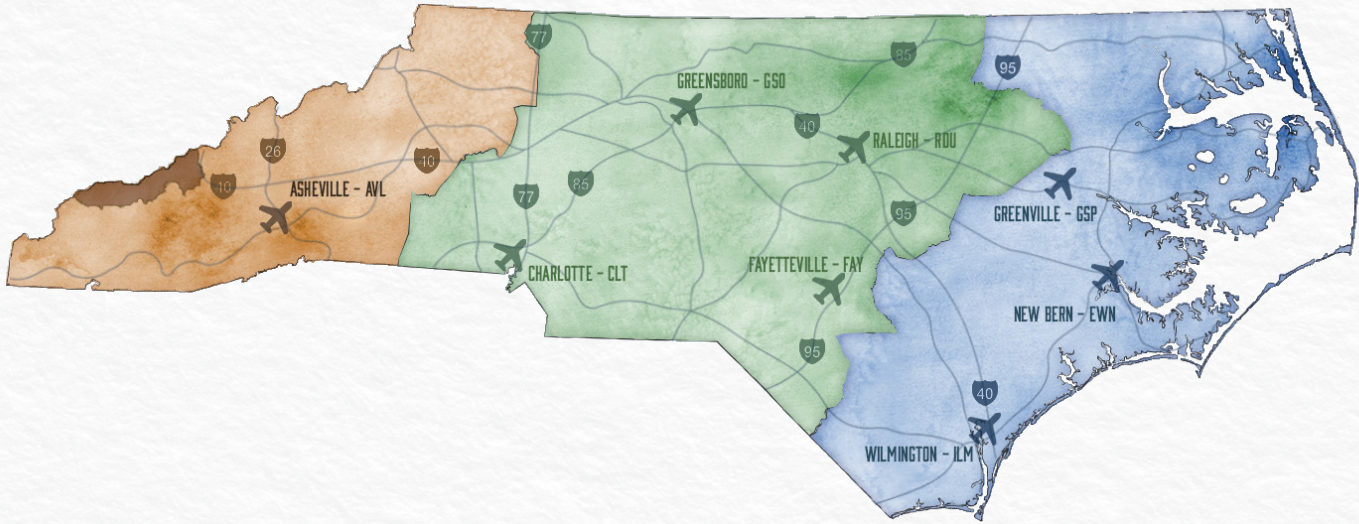 77
85
95
GREENSBORO - GSO
40
RALEIGH - RDU
26
40
40
ASHEVILLE - AVL
77
85
GREENVILLE - GSP
95
CHARLOTTE - CLT
FAYETTEVILLE - FAY
NEW BERN - EWN
95
40
WILMINGTON - ILM